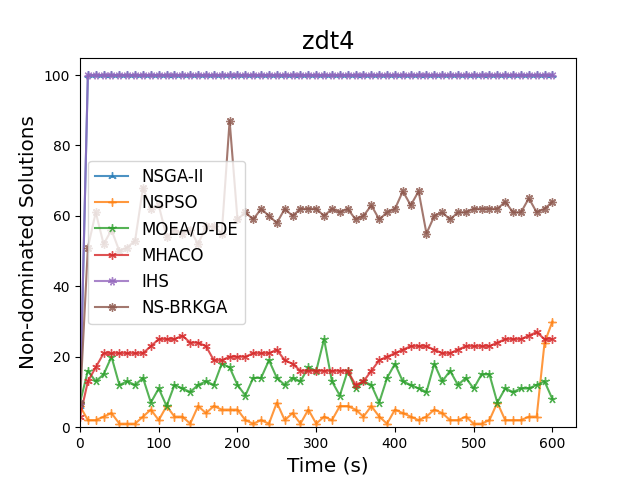 zdt4
Non-dominated Solutions
100
80
60
40
20
0
NSGA-II
NSPSO
MOEA/D-DE
MHACO
IHS
NS-BRKGA
0 100 200 300 400 500 600
Time (s)